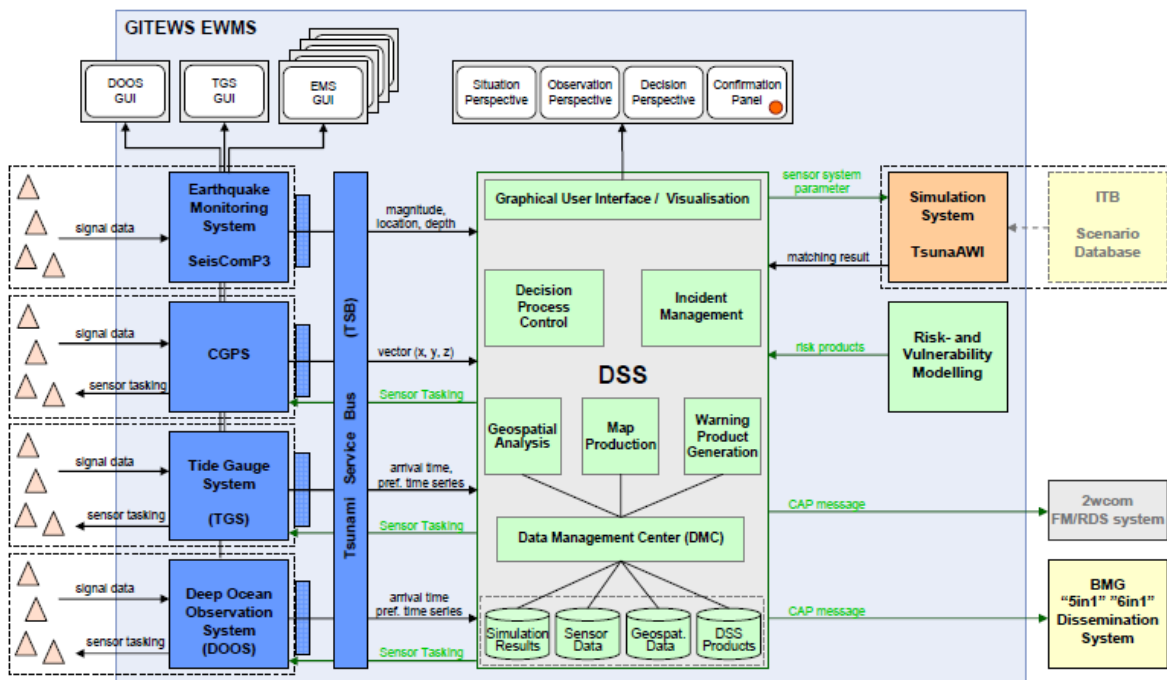 GITEWS EWMS
DOOS
GUI
TGS
GUI
EMS
GUI
Situation
Perspective
Observation
Perspective
Decision
Perspective
Confirmation
Panel
signal data
Earthquake
Monitoring
System
SeisComP3
magnitude,
location, depth
Graphical User Interface / Visualisation
sensor system
parameter
matching result
Simulation
System
TsunaAWI
ITB
Scenario
Database
signal data
sensor tasking
CGPS
vector (x, y, z)
Sensor Tasking
Tsunami Service Bus (TSB)
Decision
Process
Control
Incident
Management
DSS
risk products
Risk- and
Vulnerability
Modelling
Geospatial
Analysis
Map
Production
Warning
Product
Generation
signal data
sensor tasking
Tide Gauge
System
(TGS)
arrival time,
pref. time series
Sensor Tasking
Data Management Center (DMC)
CAP message
2wcom
FM/RDS system
signal data
sensor tasking
Deep Ocean
Observation
System
(DOOS)
arrival time
pref. time series
Sensor Tasking
Simulation
Results
Sensor
Data
Geospat.
Data
DSS
Products
CAP message
BMG
“5in1” ”6in1”
Dissemination
System